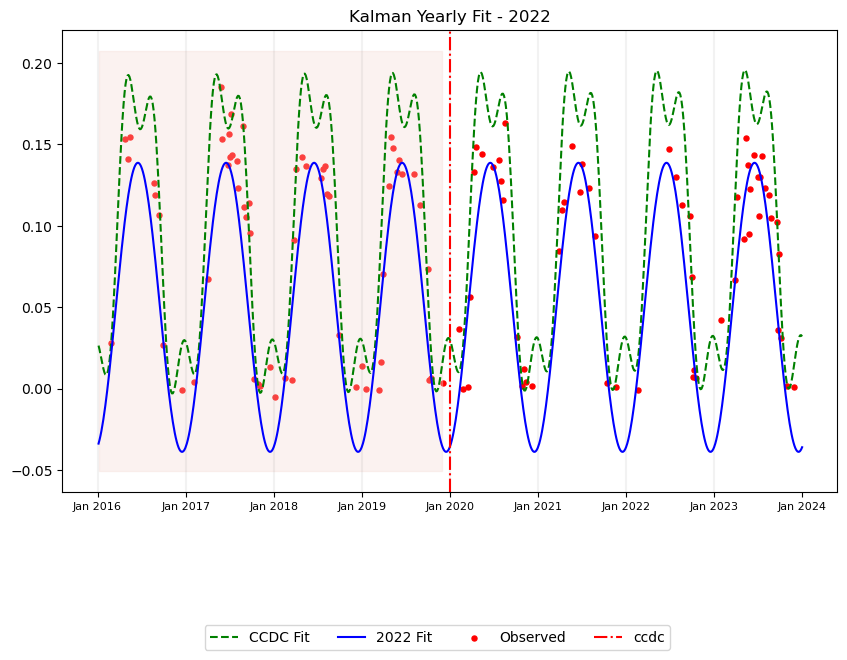 Kalman Yearly Fit - 2022
0.20
0.15
0.10
0.05
0.00
−0.05
Jan 2016 Jan 2017 Jan 2018 Jan 2019 Jan 2020 Jan 2021 Jan 2022 Jan 2023 Jan 2024
CCDC Fit 2022 Fit Observed ccdc